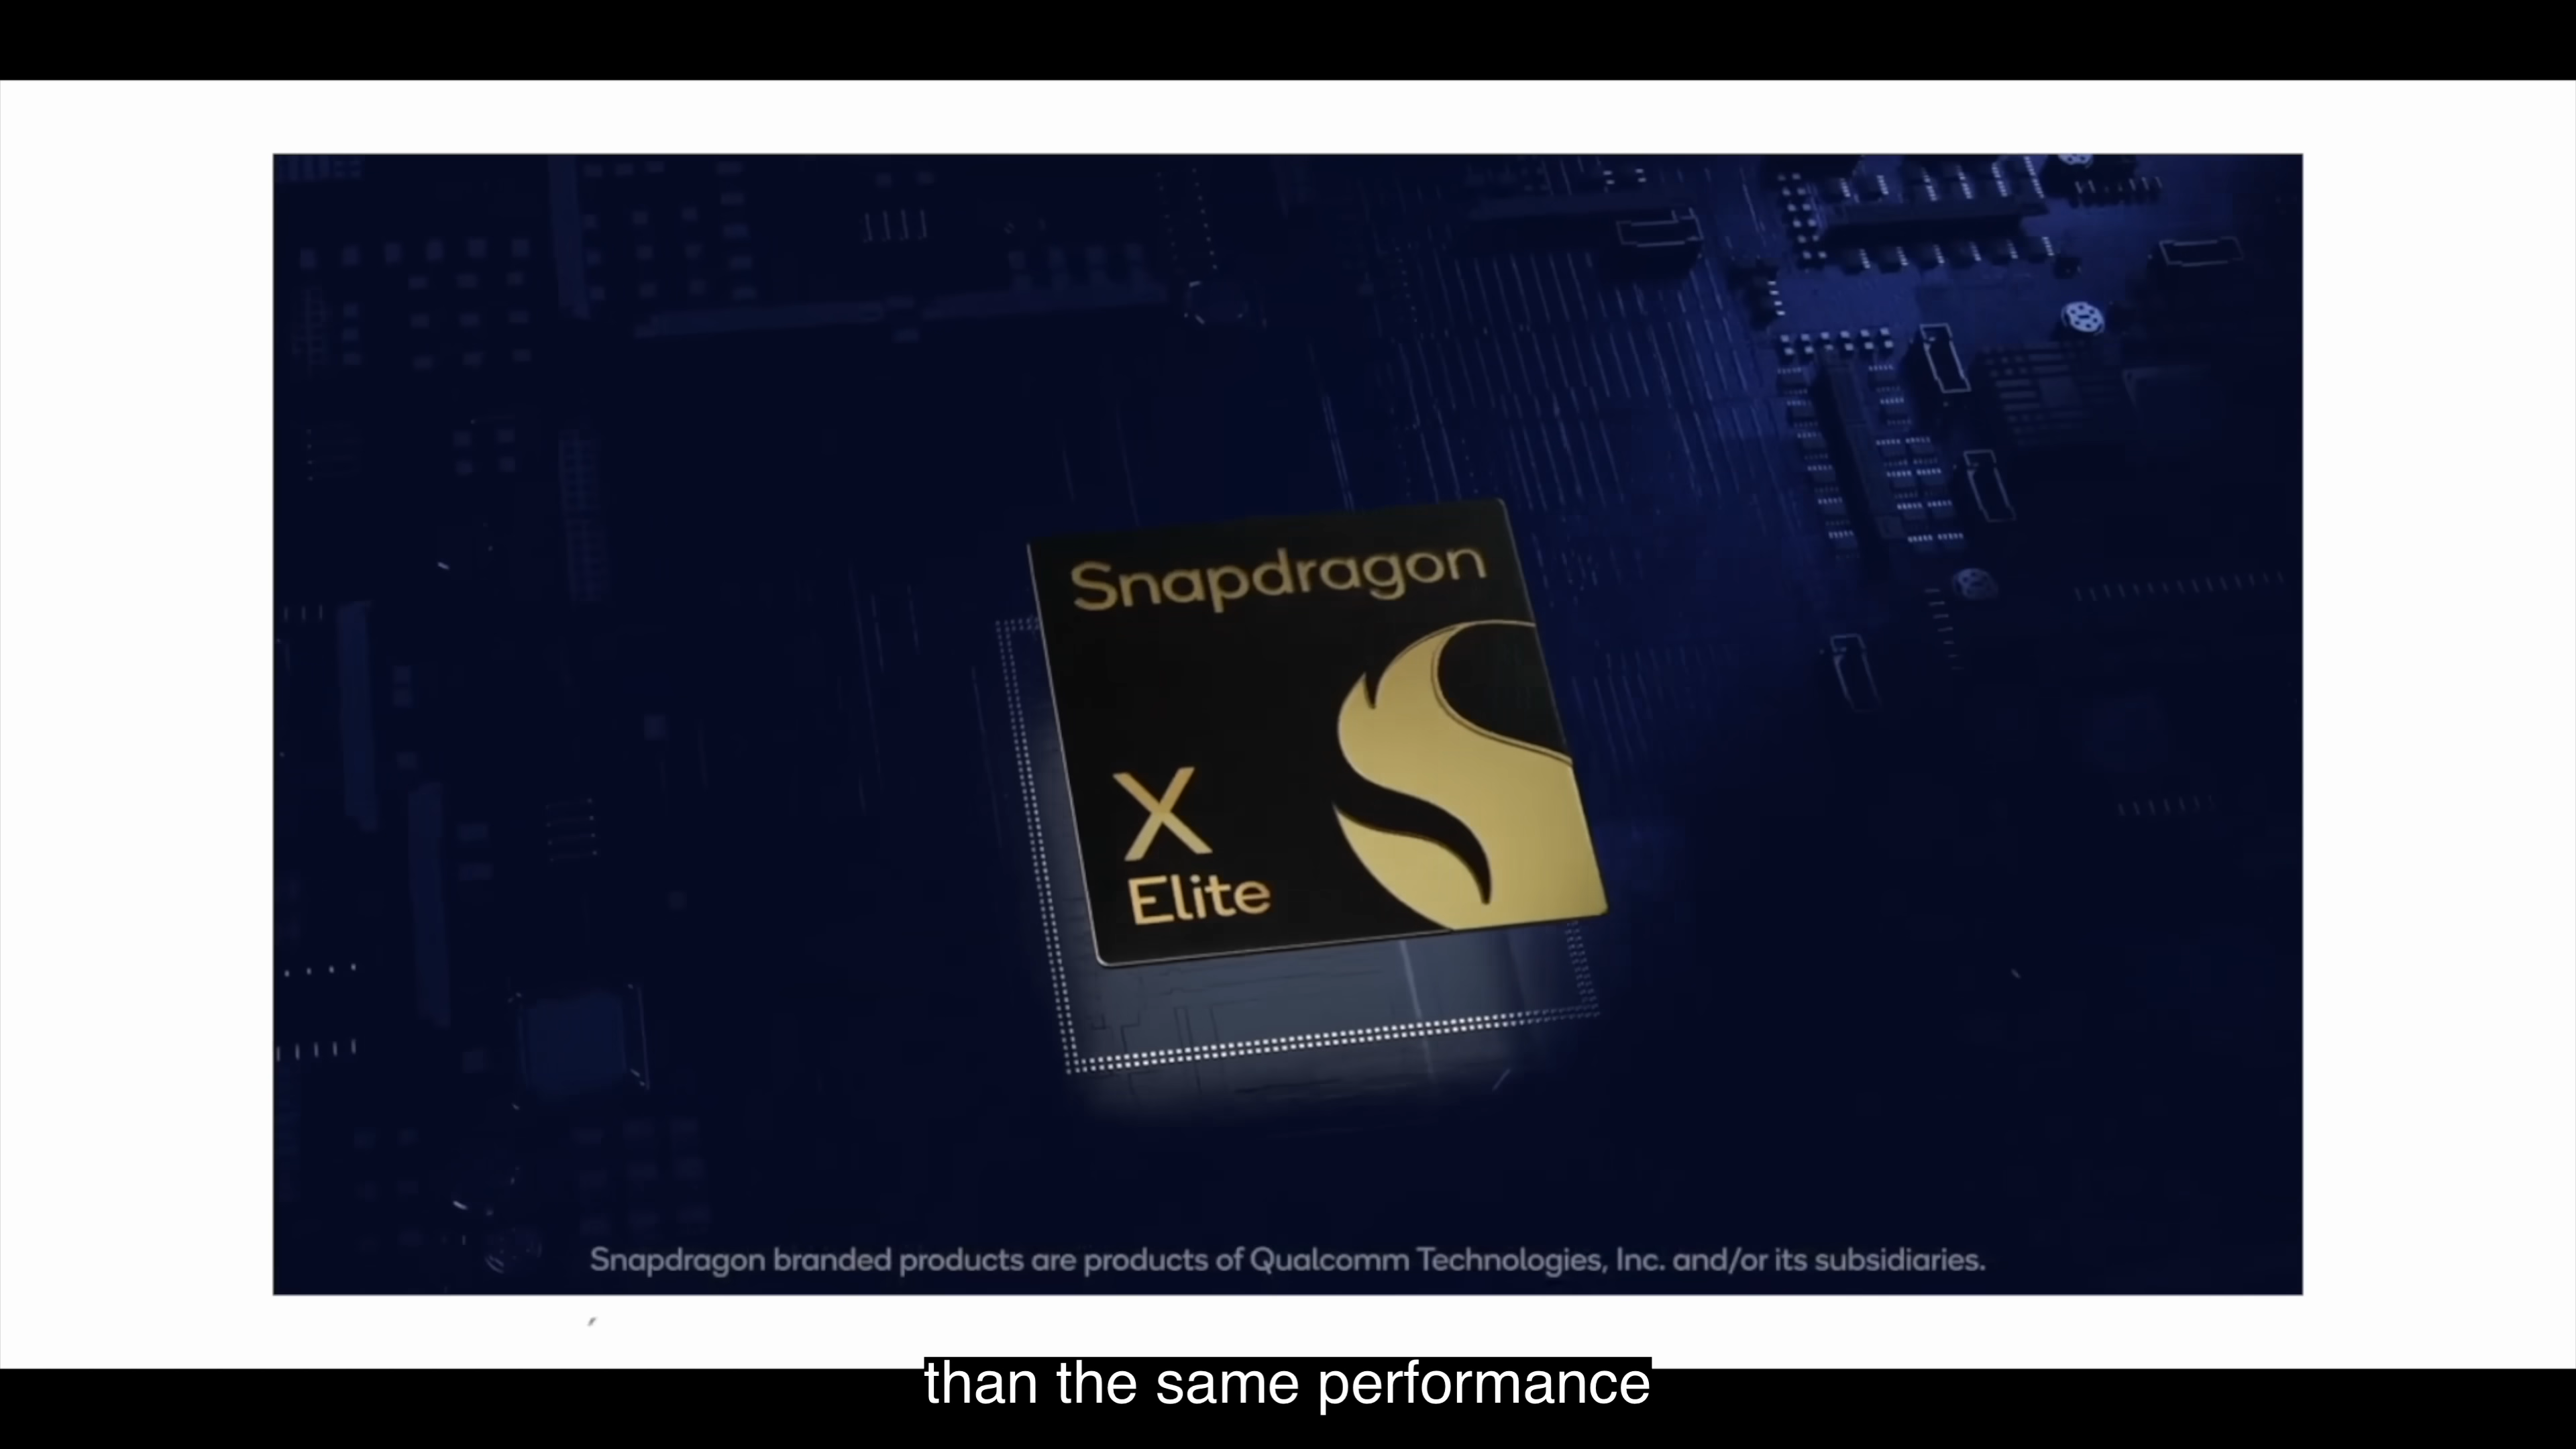 Snapdragon
X
Elite
Snapdragon branded products are products of Qualcomm Technologies, Inc. and/or its subsidiaries.
than the same performance